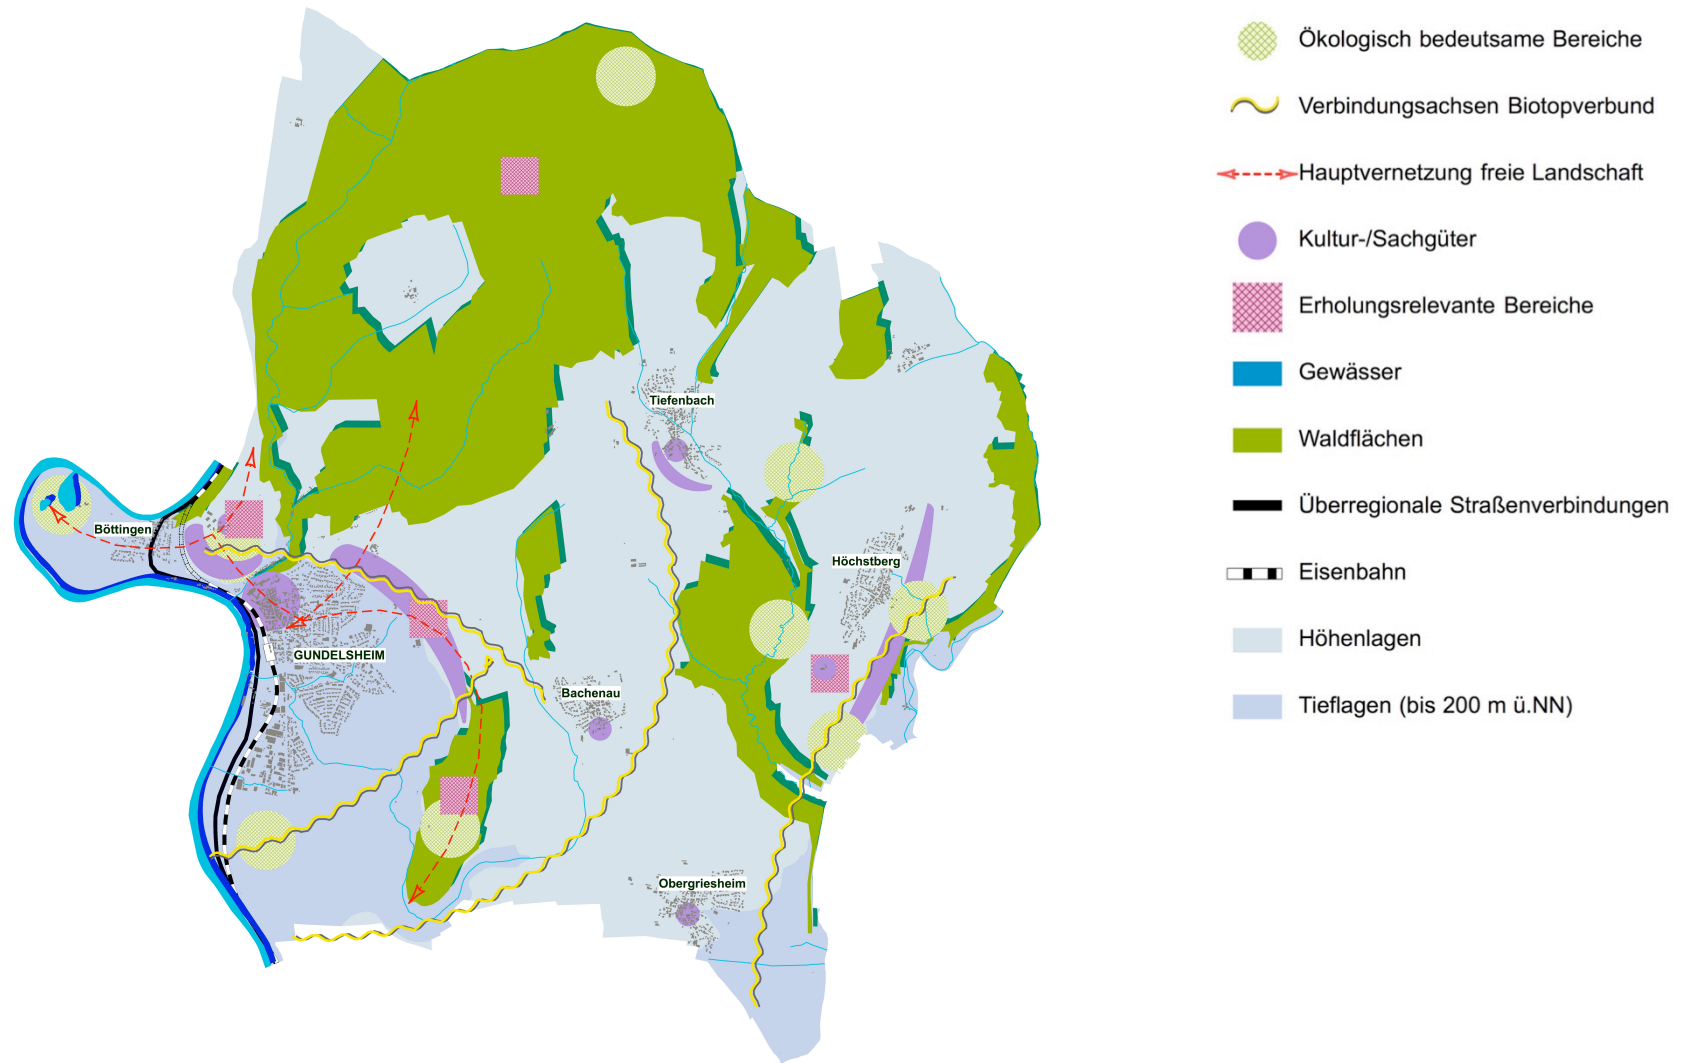 Ökologisch bedeutsame Bereiche
Verbindungsachsen Biotopverbund
Hauptvernetzung freie Landschaft
Kultur-/Sachgüter
Erholungsrelevante Bereiche
Gewässer
Waldflächen
Überregionale Straßenverbindungen
Eisenbahn
Höhenlagen
Tieflagen (bis 200 m ü.NN)
Tiefenbach
Böttingen
Höchstberg
GUNDELSHEIM
Bachenau
Obergriesheim